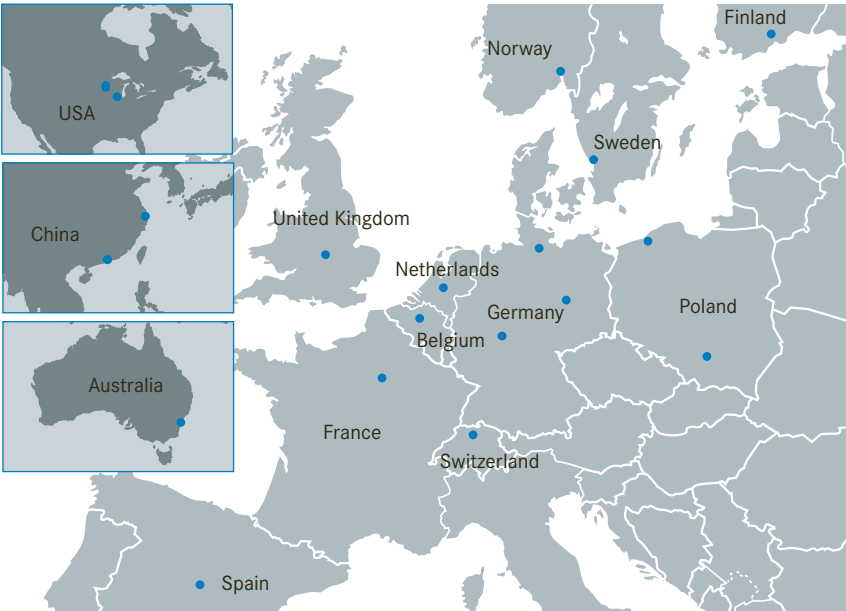 Finland
Norway
USA
Sweden
China
United Kingdom
Netherlands
Germany
Poland
Belgium
Australia
France
Switzerland
Spain